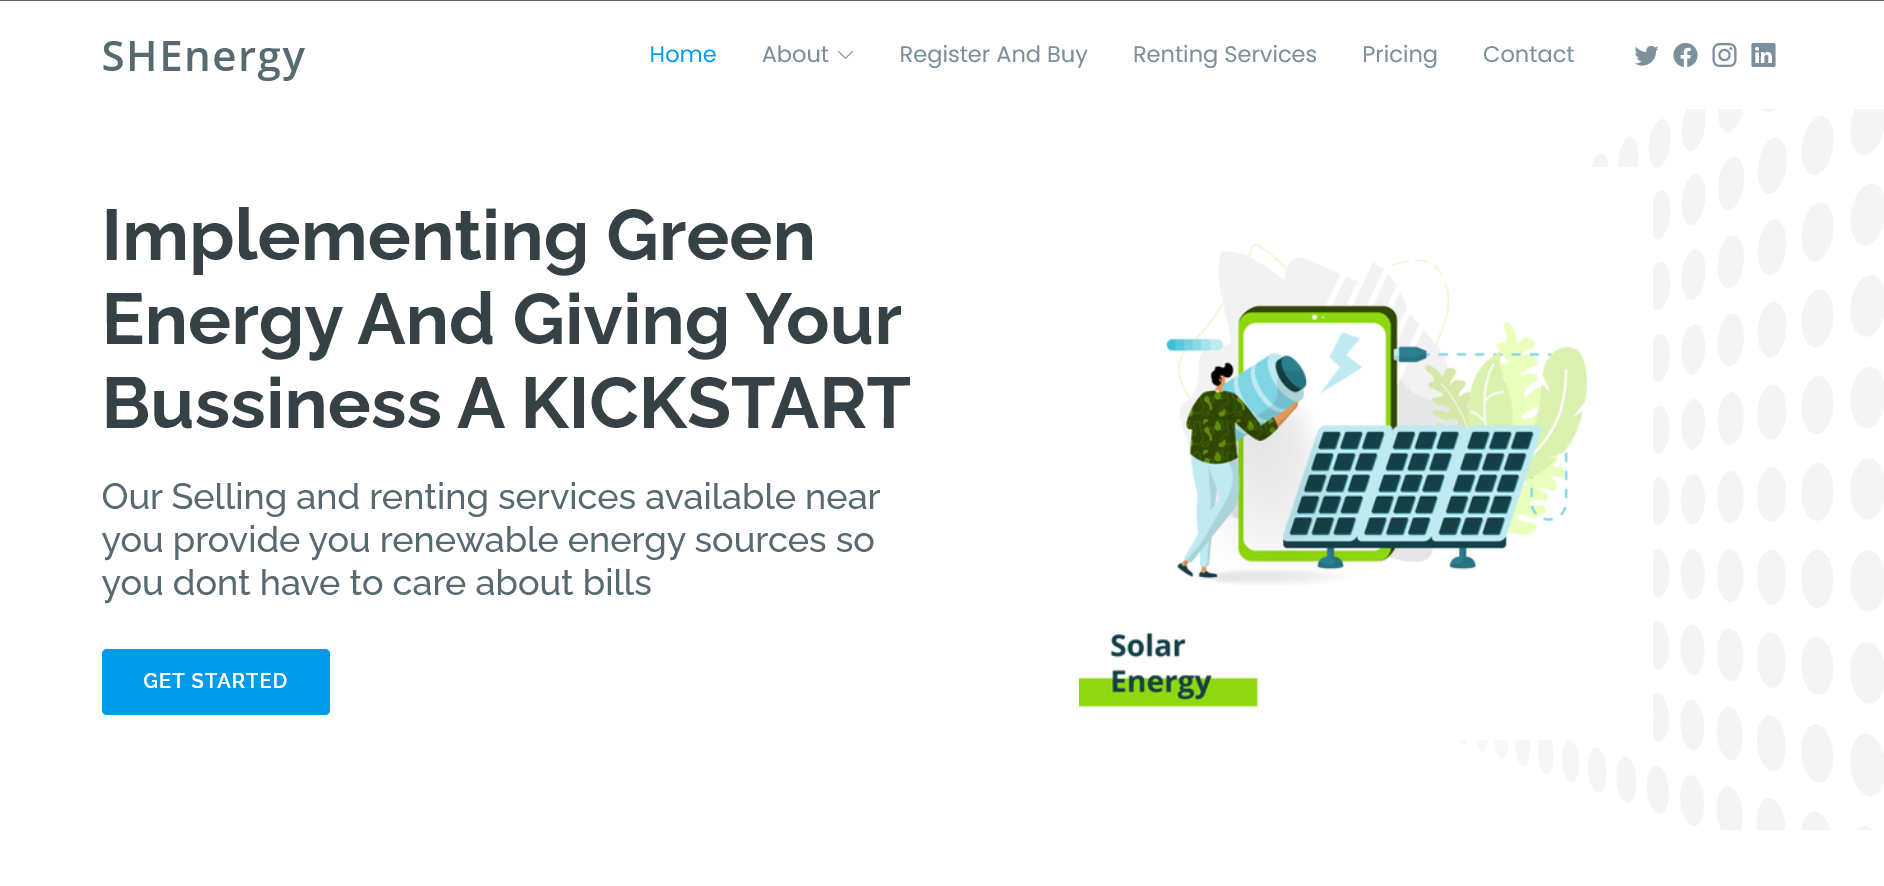 SHEnergy
Home About Register And Buy Renting Services Pricing Contact
Implementing Green
Energy And Giving Your
Bussiness A KICKSTART
Our Selling and renting services available near
you provide you renewable energy sources so
you dont have to care about bills
GET STARTED
Solar
Energy